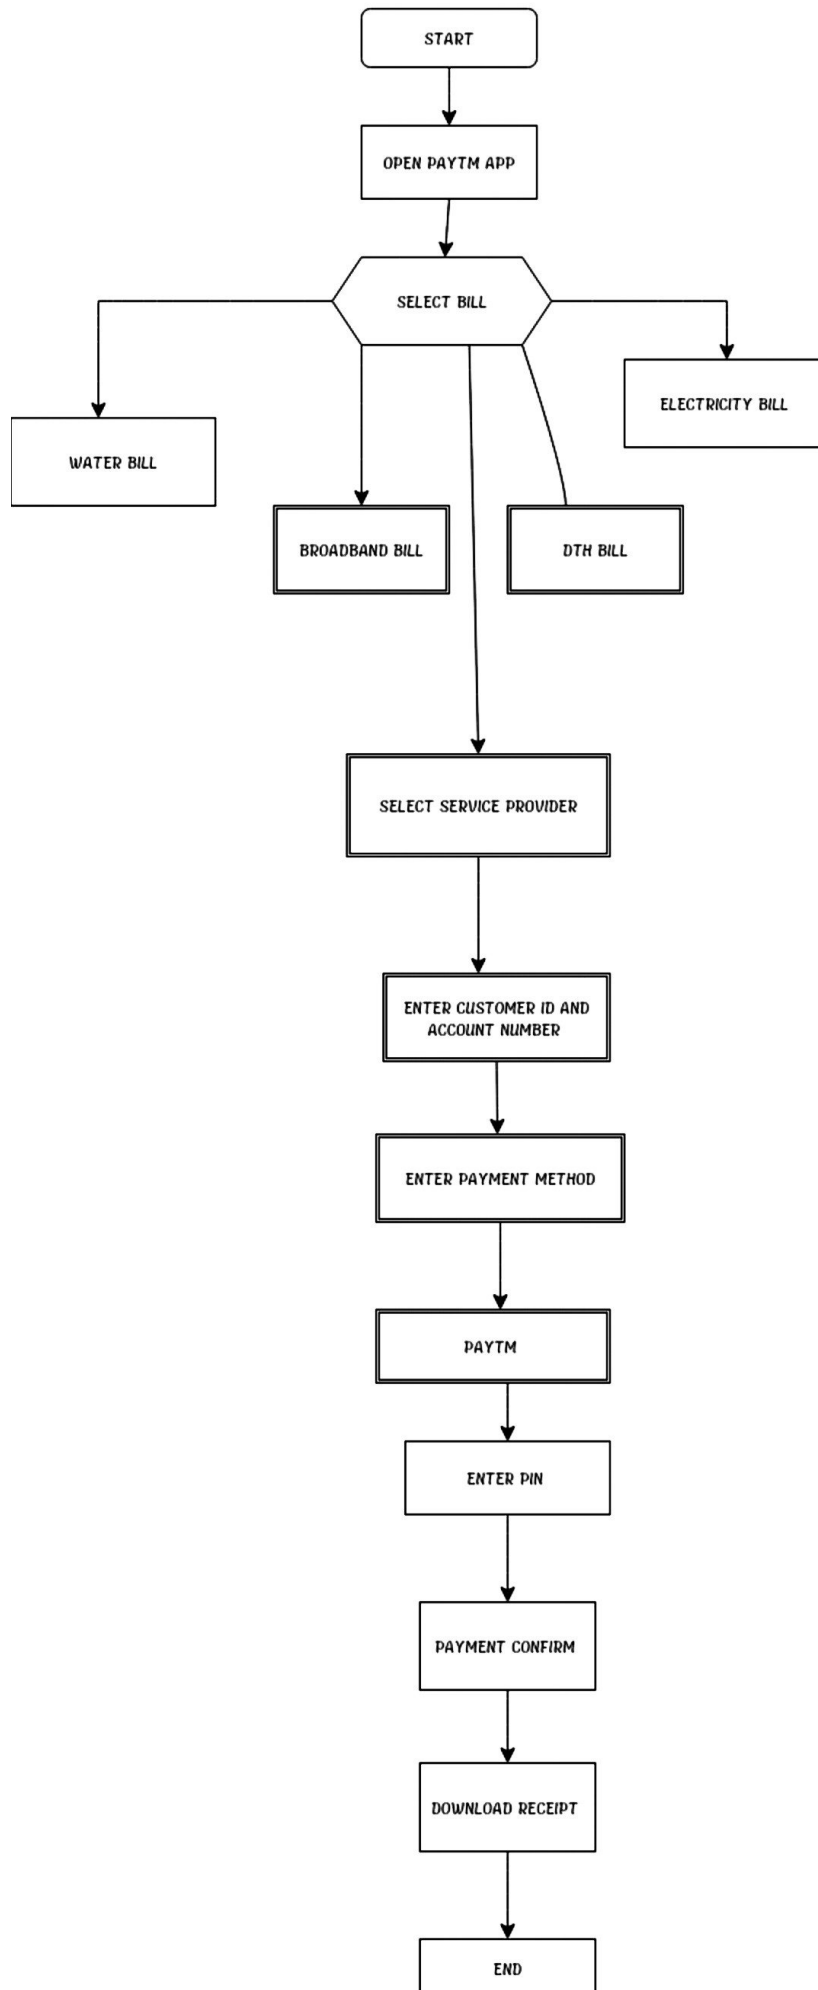 START
OPEN PAYTM APP
SELECT BILL
ELECTRICITY BILL
WATER BILL
BROADBAND BILL
DTH BILL
SELECT SERVICE PROVIDER
ENTER CUSTOMER ID AND
ACCOUNT NUMBER
ENTER PAYMENT METHOD
PAYTM
ENTER PIN
PAYMENT CONFIRM
DOWNLOAD RECEIPT
END